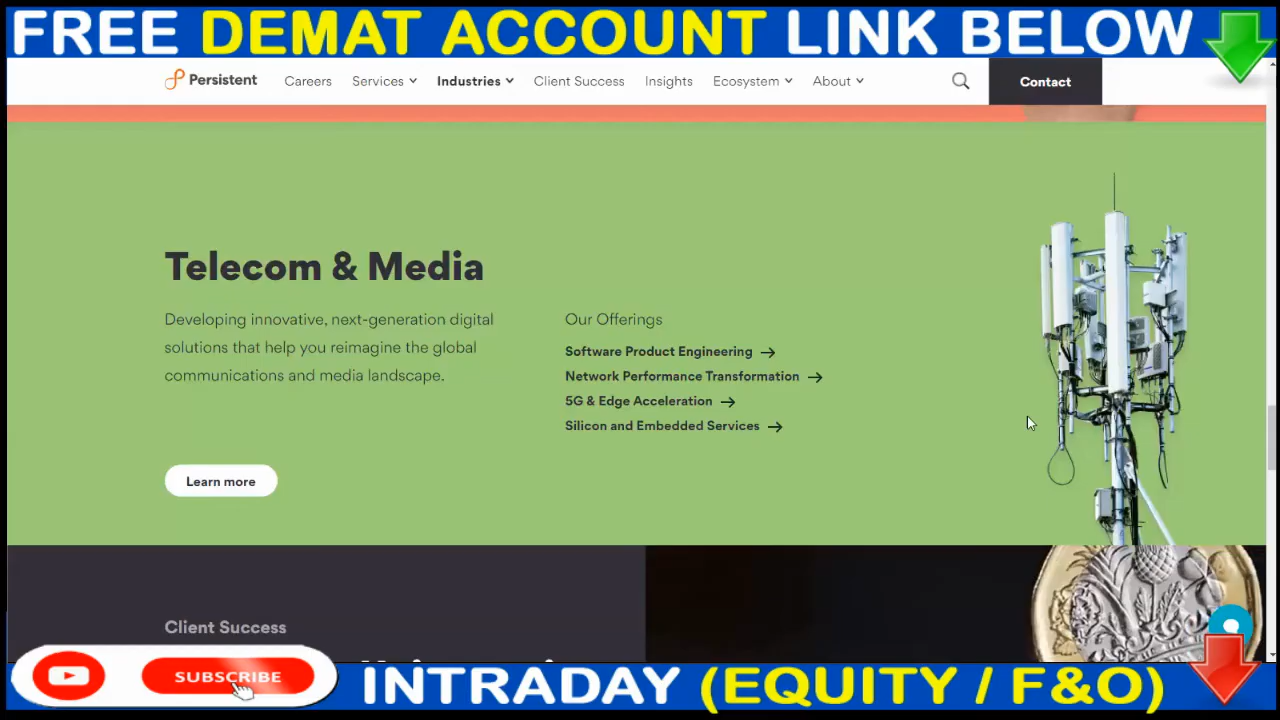 FREE DEMAT ACCOUNT LINK BELOW
Persistent Careers Services Industries Client Success Insights Ecosystem About Contact
Telecom & Media
Developing innovative, next-generation digital
solutions that help you reimagine the global
communications and media landscape.
Learn more
Our Offerings
Software Product Engineering →
Network Performance Transformation →
5G & Edge Acceleration →
Silicon and Embedded Services →
Client Success
SUBSCRIBE
INTRADAY (EQUITY / F&O)